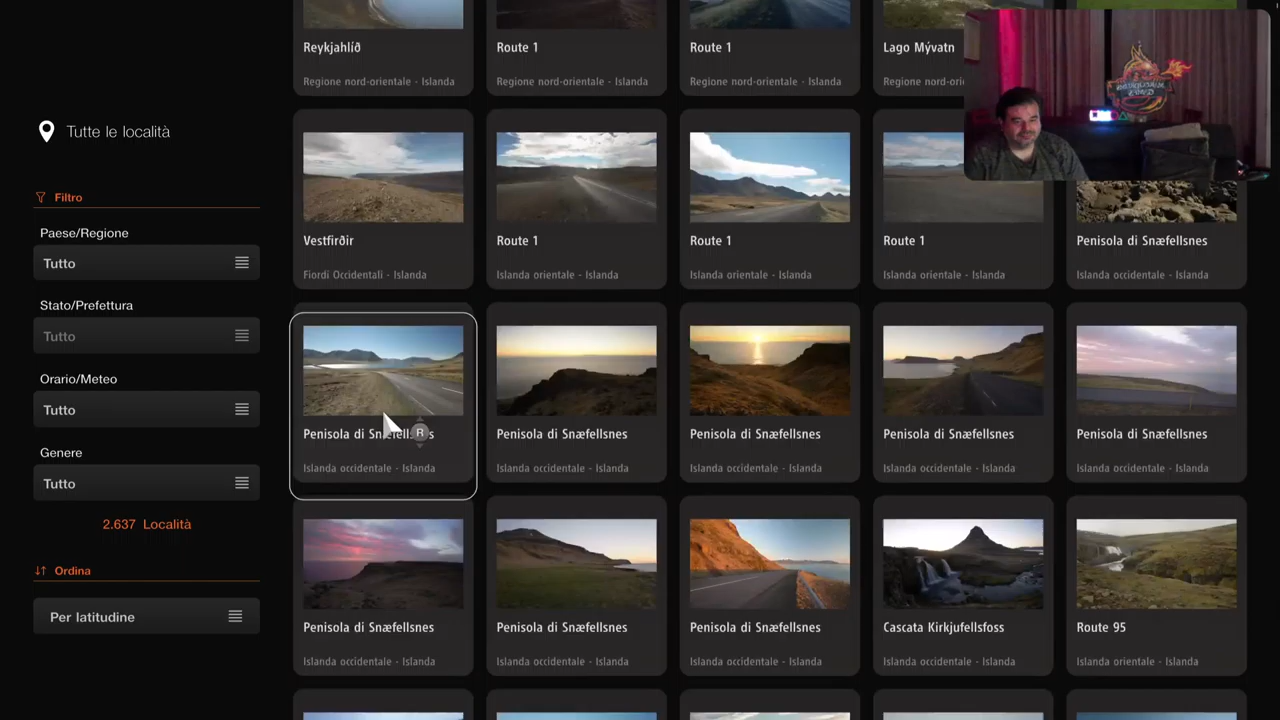 Reykjahlíð
Regione nord-orientale - Islanda
Route 1
Regione nord-orientale - Islanda
Route 1
Regione nord-orientale - Islanda
Lago Mývatn
Regione nord-
Tutte le località
Filtro
Paese/Regione
Tutto
Stato/Prefettura
Tutto
Orario/Meteo
Tutto
Genere
Tutto
2.637 Località
Ordina
Per latitudine
Vestfirðir
Fiordi Occidentali - Islanda
Route 1
Islanda orientale - Islanda
Route 1
Islanda orientale - Islanda
Route 1
Islanda orientale - Islanda
Penisola di Snæfellsnes
Islanda occidentale - Islanda
Penisola di Snæfellsnes
R
Islanda occidentale - Islanda
Penisola di Snæfellsnes
Islanda occidentale - Islanda
Penisola di Snæfellsnes
Islanda occidentale - Islanda
Penisola di Snæfellsnes
Islanda occidentale - Islanda
Penisola di Snæfellsnes
Islanda occidentale - Islanda
Penisola di Snæfellsnes
Islanda occidentale - Islanda
Penisola di Snæfellsnes
Islanda occidentale - Islanda
Penisola di Snæfellsnes
Islanda occidentale - Islanda
Cascata Kirkjufellsfoss
Islanda occidentale - Islanda
Route 95
Islanda orientale - Islanda